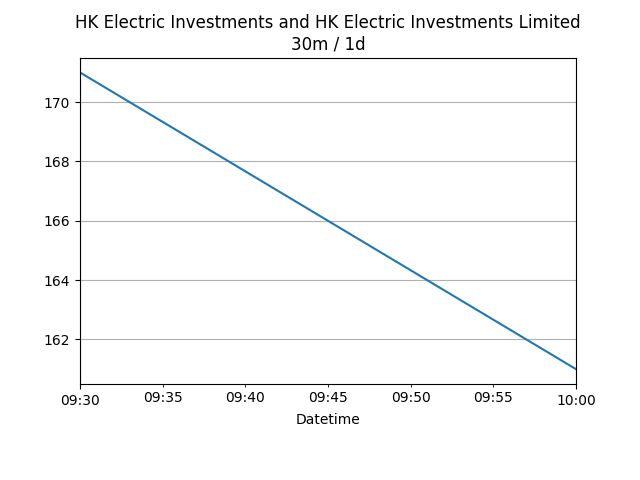 HK Electric Investments and HK Electric Investments Limited
30m / 1d
170
168
166
164
162
09:30 09:35 09:40 09:45 09:50 09:55 10:00
Datetime